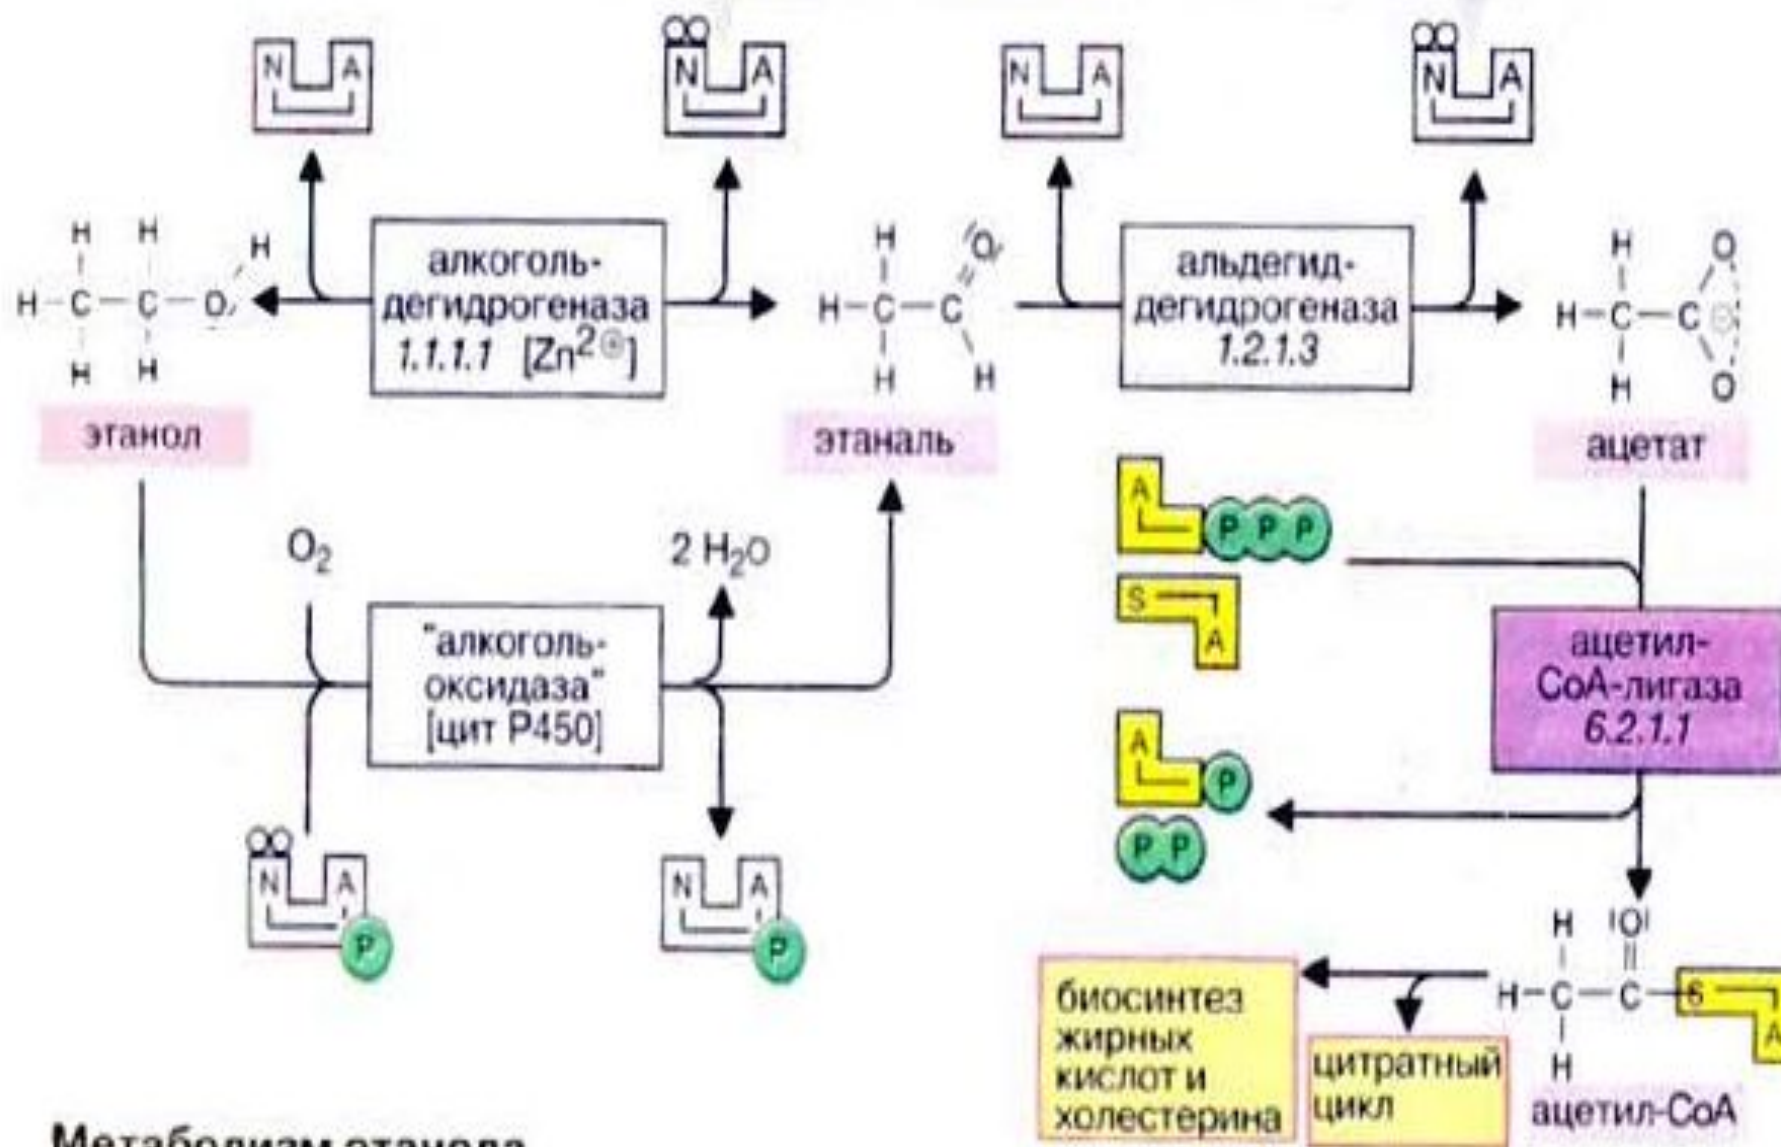 N A
N A
N A
N A
H H H
H-C-C-O
H H
алкоголь-
дегидрогеназа
1.1.1.1 [Zn²⊕]
H O
H-C-C
H H
альдегид-
дегидрогеназа
1.2.1.3
H O
H-C-C ⊖
H O
этанол
этаналь
ацетат
O₂
2 H₂O
"алкоголь-
оксидаза"
[цит P450]
N A
P
N A
P
A
P P P
S
A
ацетил-
CoA-лигаза
6.2.1.1
A
P
P P
H O
H-C-C-S
A
H
ацетил-CoA
биосинтез
жирных
кислот и
холестерина
цитратный
цикл
Метаболизм этанола